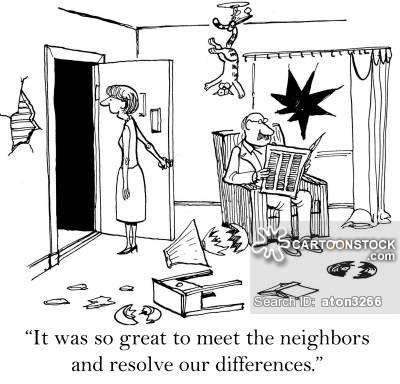 CARTOONSTOCK
.com
Search ID: aton3266
“It was so great to meet the neighbors
and resolve our differences.”